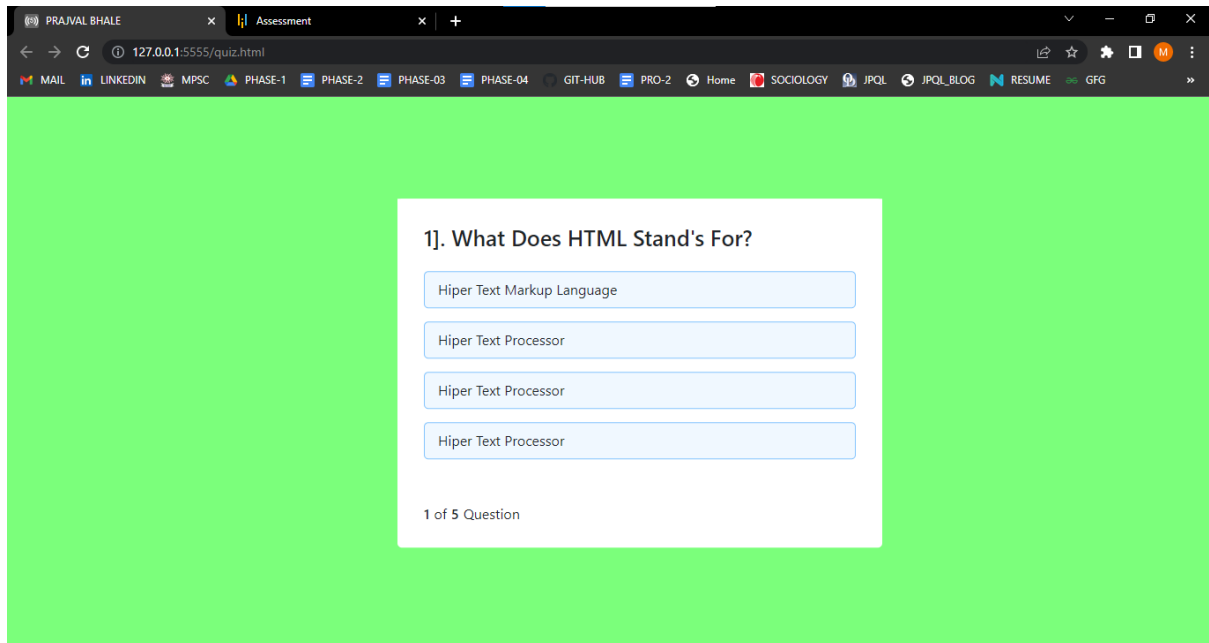 PRAJVAL BHALE Assessment
127.0.0.1:5555/quiz.html M
MAIL LINKEDIN MPSC PHASE-1 PHASE-2 PHASE-03 PHASE-04 GIT-HUB PRO-2 Home SOCIOLOGY JPQL JPQL_BLOG RESUME GFG »
1]. What Does HTML Stand's For?
Hiper Text Markup Language
Hiper Text Processor
Hiper Text Processor
Hiper Text Processor
1 of 5 Question